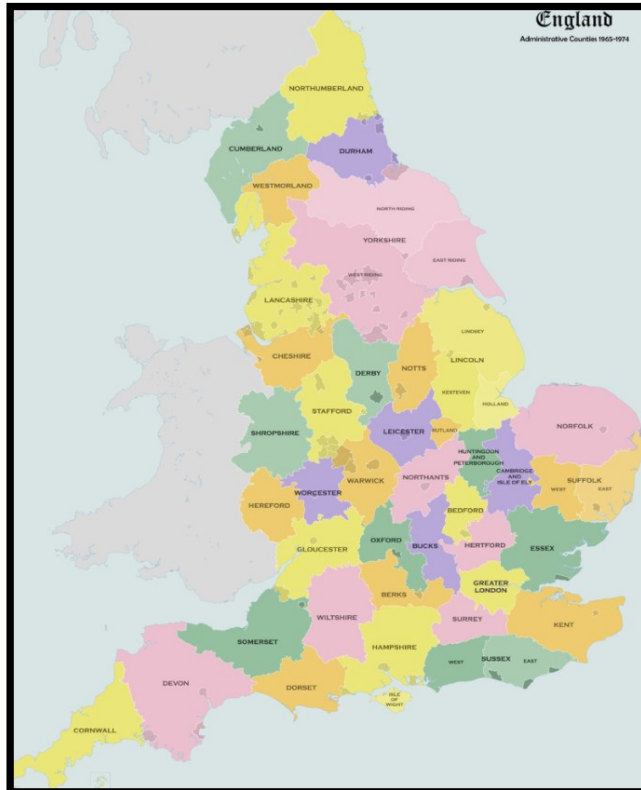 England
Administrative Counties 1965-1974
NORTHUMBERLAND
CUMBERLAND
DURHAM
WESTMORLAND
NORTH RIDING
YORKSHIRE
EAST RIDING
WEST RIDING
LANCASHIRE
LINDSEY
CHESHIRE
DERBY
NOTTS
LINCOLN
KESTEVEN
HOLLAND
STAFFORD
NORFOLK
SHROPSHIRE
LEICESTER
RUTLAND
HUNTINGDON
AND
PETERBOROUGH
CAMBRIDGE
AND
ISLE OF ELY
WARWICK
NORTHANTS
SUFFOLK
WEST
EAST
WORCESTER
HEREFORD
BEDFORD
OXFORD
BUCKS
HERTFORD
ESSEX
GLOUCESTER
GREATER
LONDON
BERKS
WILTSHIRE
SURREY
KENT
SOMERSET
HAMPSHIRE
WEST
SUSSEX
EAST
DEVON
DORSET
ISLE
OF
WIGHT
CORNWALL